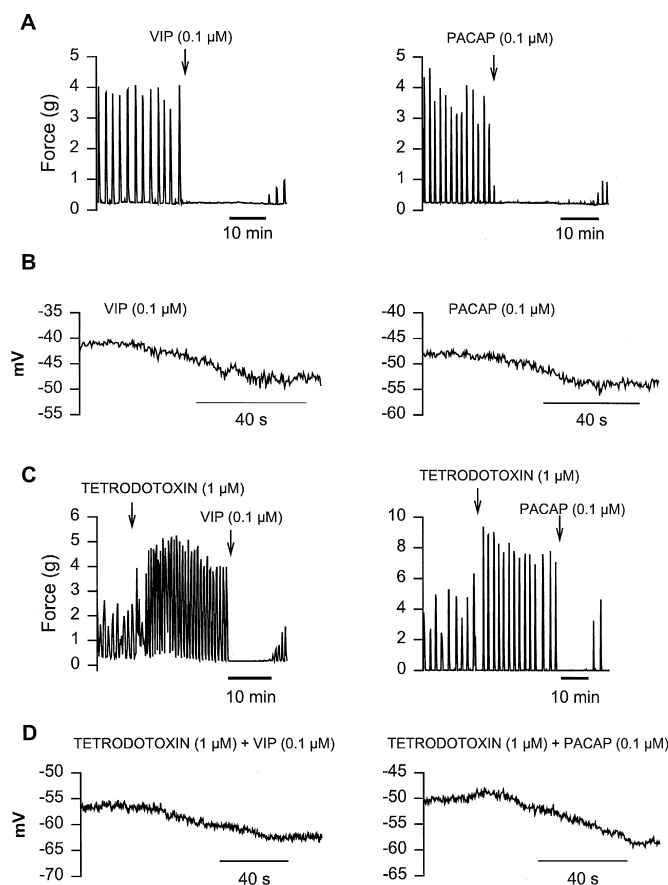 A
VIP (0.1 µM)
PACAP (0.1 µM)
Force (g)
5
4
3
2
1
0
10 min
5
4
3
2
1
0
10 min
B
VIP (0.1 µM)
PACAP (0.1 µM)
mV
-35
-40
-45
-50
-55
40 s
-40
-45
-50
-55
-60
40 s
C
TETRODOTOXIN (1 µM)
VIP (0.1 µM)
TETRODOTOXIN (1 µM)
PACAP (0.1 µM)
Force (g)
6
5
4
3
2
1
0
10 min
10
8
6
4
2
0
10 min
D
TETRODOTOXIN (1 µM) + VIP (0.1 µM)
TETRODOTOXIN (1 µM) + PACAP (0.1 µM)
mV
-50
-55
-60
-65
-70
40 s
-45
-50
-55
-60
-65
40 s